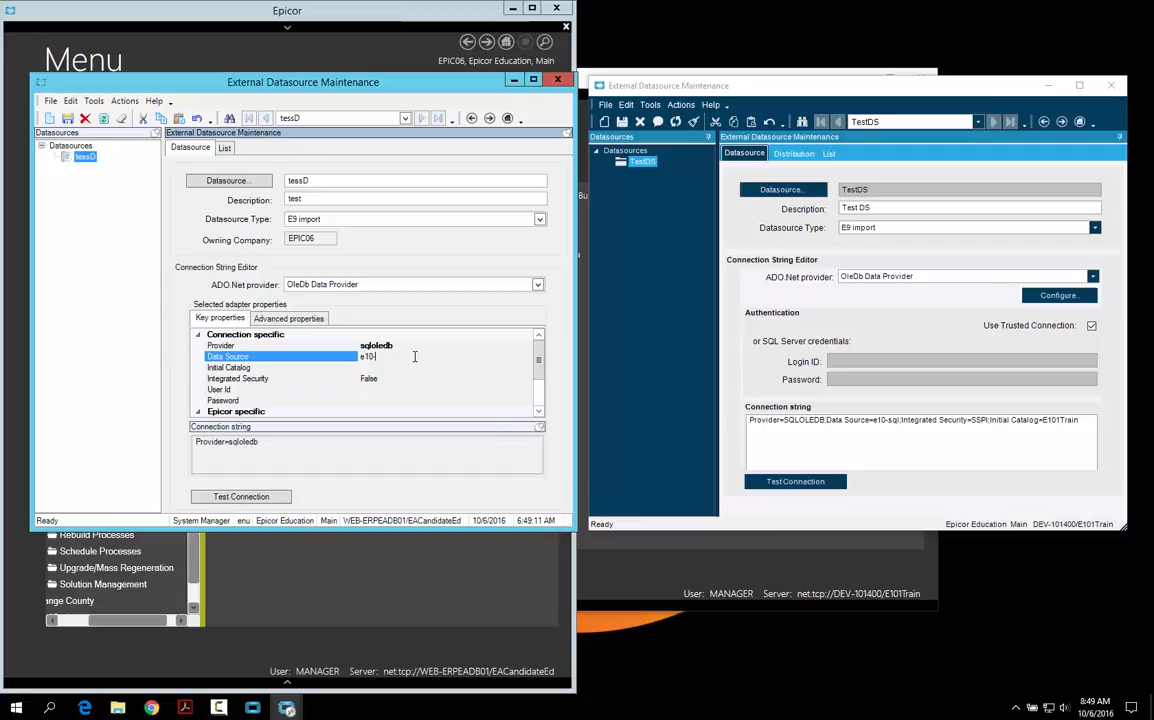 Epicor
Menu
EPIC06, Epicor Education, Main
External Datasource Maintenance
File Edit Tools Actions Help
tessD
Datasources
Datasources
tessD
External Datasource Maintenance
Datasource List
Datasource... tessD
Description: test
Datasource Type: E9 import
Owning Company: EPIC06
Connection String Editor
ADO.Net provider: OleDb Data Provider
Selected adapter properties
Key properties Advanced properties
Connection specific
Provider sqloledb
Data Source e10-
Initial Catalog
Integrated Security False
User Id
Password
Epicor specific
Connection string
Provider=sqloledb
Test Connection
Ready System Manager enu Epicor Education Main WEB-ERPEADB01/EACandidateEd 10/6/2016 6:49:11 AM
Rebuild Processes
Schedule Processes
Upgrade/Mass Regeneration
Solution Management
ange County
User: MANAGER Server: net.tcp://WEB-ERPEADB01/EACandidateEd
External Datasource Maintenance
File Edit Tools Actions Help
TestDS
Datasources
Datasources
TestDS
External Datasource Maintenance
Datasource Distribution List
Datasource.. TestDS
Description: Test DS
Datasource Type: E9 import
Connection String Editor
ADO.Net provider: OleDb Data Provider
Configure..
Authentication
Use Trusted Connection:
or SQL Server credentials:
Login ID:
Password:
Connection string
Provider=SQLOLEDB;Data Source=e10-sql;Integrated Security=SSPI;Initial Catalog=E101Train
Test Connection
Ready Epicor Education Main DEV-101400/E101Train
Bu
User: MANAGER Server: net.tcp://DEV-101400/E101Train
8:49 AM
10/6/2016